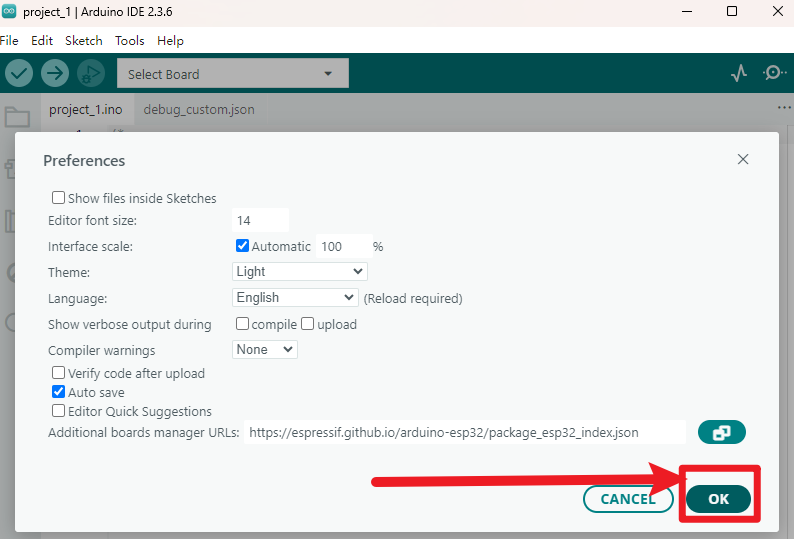 project_1 | Arduino IDE 2.3.6
File Edit Sketch Tools Help
Select Board
project_1.ino debug_custom.json
Preferences
Show files inside Sketches
Editor font size: 14
Interface scale: Automatic 100 %
Theme: Light
Language: English (Reload required)
Show verbose output during compile upload
Compiler warnings None
Verify code after upload
Auto save
Editor Quick Suggestions
Additional boards manager URLs: https://espressif.github.io/arduino-esp32/package_esp32_index.json
CANCEL OK